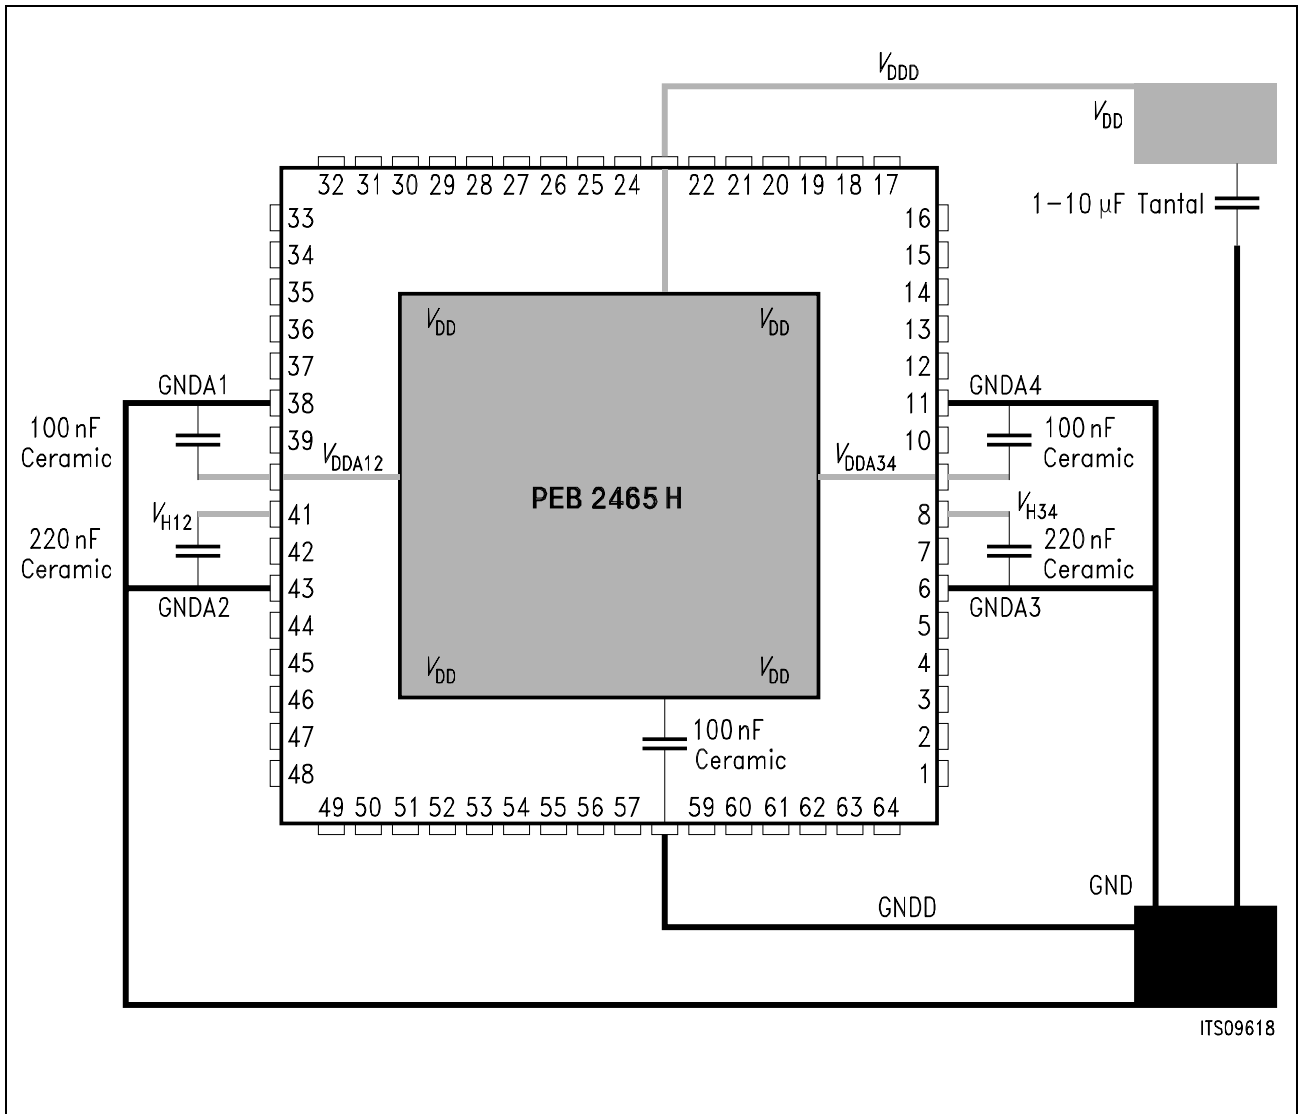 VDDD
VDD
1–10 µF Tantal
32 31 30 29 28 27 26 25 24 22 21 20 19 18 17
33
34
35
36
37
38
39
41
42
43
44
45
46
47
48
16
15
14
13
12
11
10
8
7
6
5
4
3
2
1
VDD VDD
GNDA1
100 nF
Ceramic
VDDA12
VH12
220 nF
Ceramic
GNDA2
PEB 2465 H
GNDA4
100 nF
Ceramic
VDDA34
VH34
220 nF
Ceramic
GNDA3
VDD VDD
100 nF
Ceramic
49 50 51 52 53 54 55 56 57 59 60 61 62 63 64
GND
GNDD
ITS09618